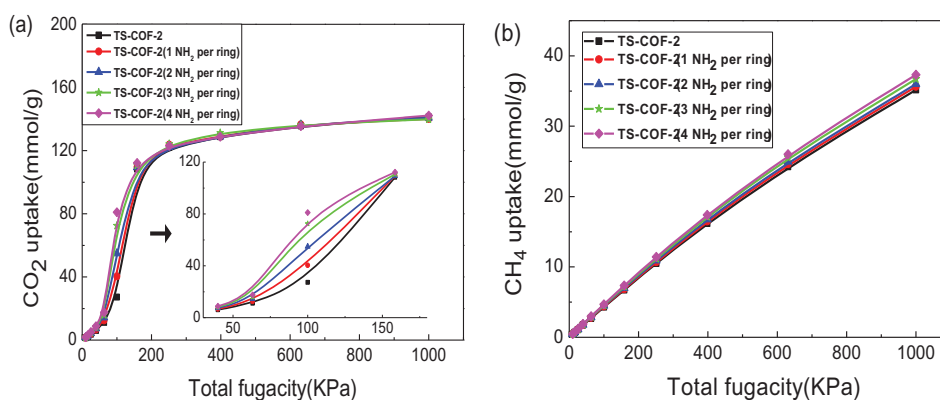 (a)
200
160
120
80
40
0
CO2 uptake(mmol/g)
TS-COF-2
TS-COF-2(1 NH2 per ring)
TS-COF-2(2 NH2 per ring)
TS-COF-2(3 NH2 per ring)
TS-COF-2(4 NH2 per ring)
120
80
40
0
50 100 150
0 200 400 600 800 1000
Total fugacity(KPa)
(b)
40
30
20
10
0
CH4 uptake(mmol/g)
TS-COF-2
TS-COF-2(1 NH2 per ring)
TS-COF-2(2 NH2 per ring)
TS-COF-2(3 NH2 per ring)
TS-COF-2(4 NH2 per ring)
0 200 400 600 800 1000
Total fugacity(KPa)